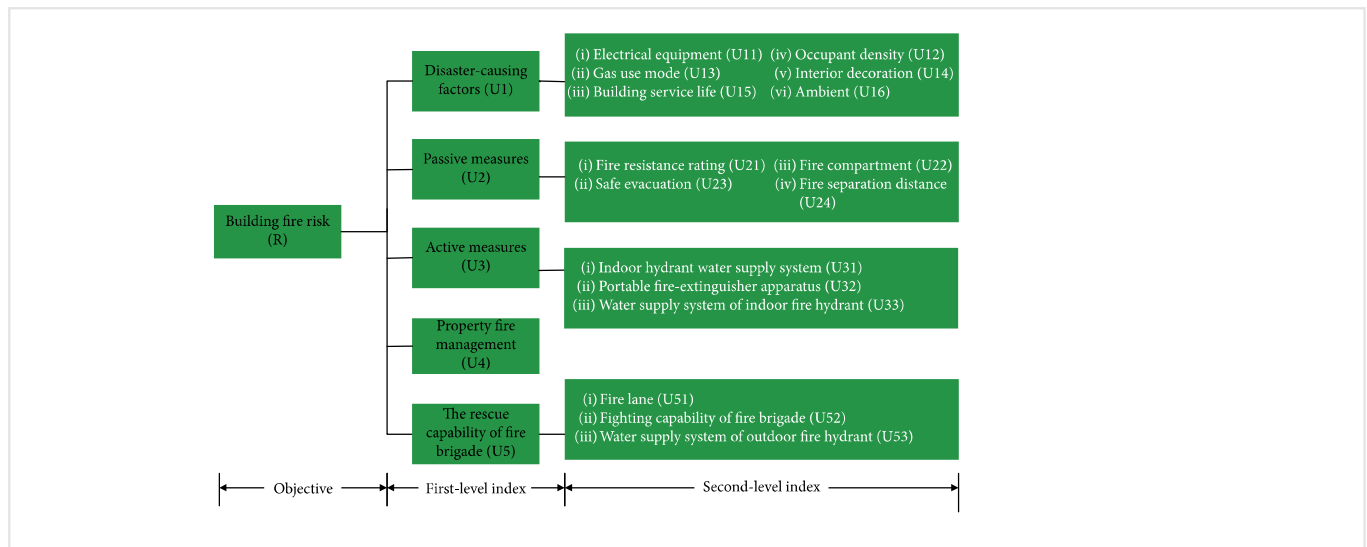 Disaster-causing
factors (U1)
(i) Electrical equipment (U11)
(ii) Gas use mode (U13)
(iii) Building service life (U15)
(iv) Occupant density (U12)
(v) Interior decoration (U14)
(vi) Ambient (U16)
Passive measures
(U2)
(i) Fire resistance rating (U21)
(ii) Safe evacuation (U23)
(iii) Fire compartment (U22)
(iv) Fire separation distance
(U24)
Building fire risk
(R)
Active measures
(U3)
(i) Indoor hydrant water supply system (U31)
(ii) Portable fire-extinguisher apparatus (U32)
(iii) Water supply system of indoor fire hydrant (U33)
Property fire
management
(U4)
The rescue
capability of fire
brigade (U5)
(i) Fire lane (U51)
(ii) Fighting capability of fire brigade (U52)
(iii) Water supply system of outdoor fire hydrant (U53)
Objective
First-level index
Second-level index